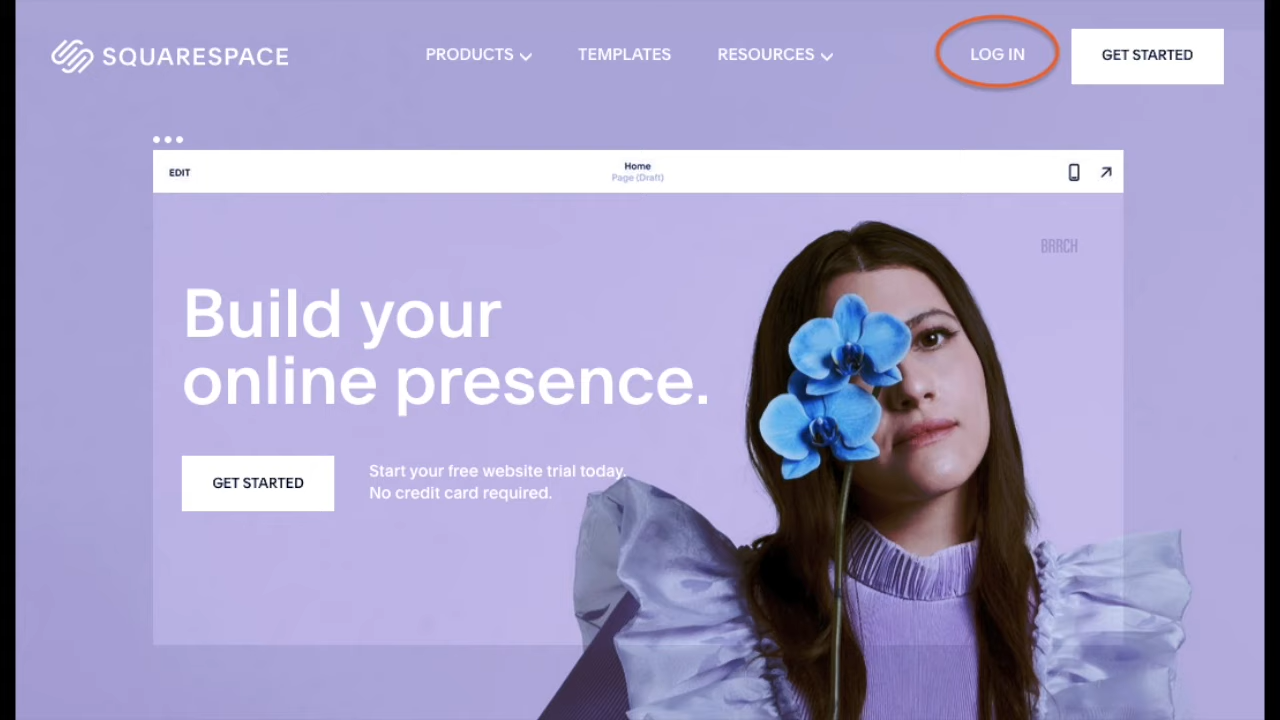 SQUARESPACE
PRODUCTS
TEMPLATES
RESOURCES
LOG IN
GET STARTED
EDIT
Home
Page (Draft)
BRRCH
Build your
online presence.
GET STARTED
Start your free website trial today.
No credit card required.